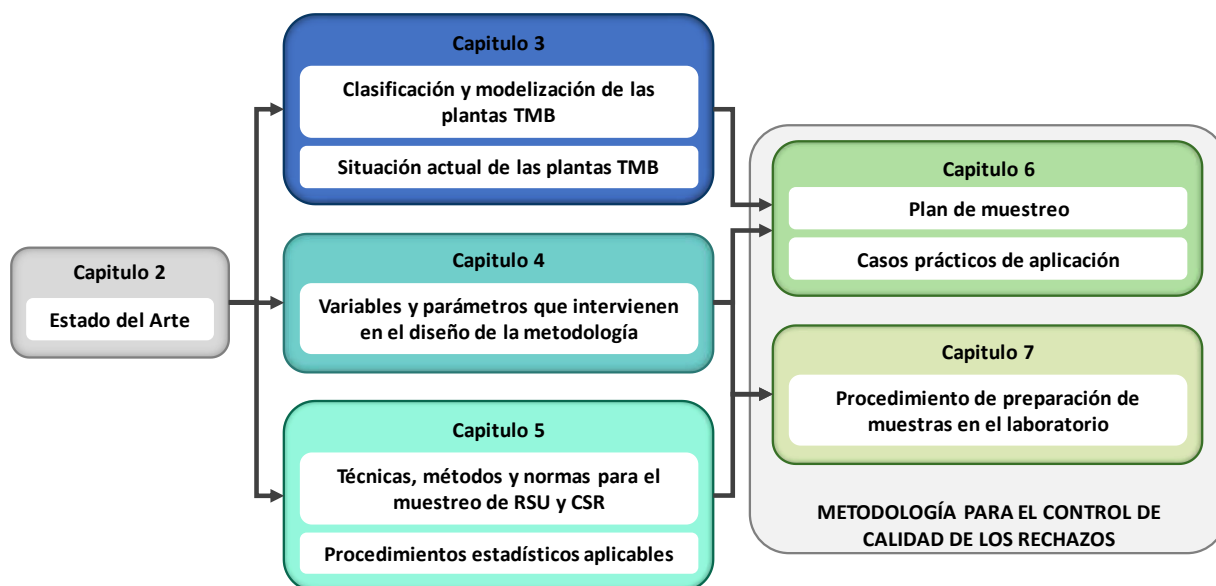 Capitulo 2
Estado del Arte
Capitulo 3
Clasificación y modelización de las
plantas TMB
Situación actual de las plantas TMB
Capitulo 4
Variables y parámetros que intervienen
en el diseño de la metodología
Capitulo 5
Técnicas, métodos y normas para el
muestreo de RSU y CSR
Procedimientos estadísticos aplicables
Capitulo 6
Plan de muestreo
Casos prácticos de aplicación
Capitulo 7
Procedimiento de preparación de
muestras en el laboratorio
METODOLOGÍA PARA EL CONTROL DE
CALIDAD DE LOS RECHAZOS